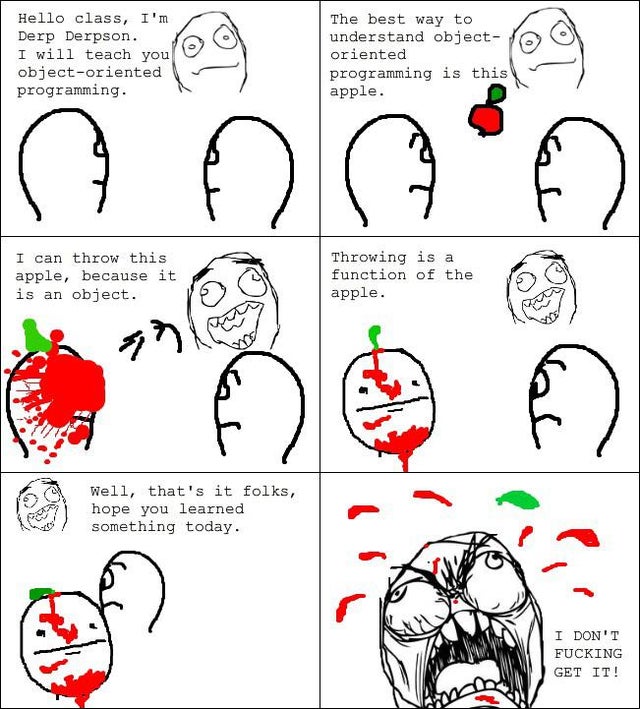 Hello class, I'm
Derp Derpson.
I will teach you
object-oriented
programming.
The best way to
understand object-
oriented
programming is this
apple.
I can throw this
apple, because it
is an object.
Throwing is a
function of the
apple.
Well, that's it folks,
hope you learned
something today.
I DON'T
FUCKING
GET IT!